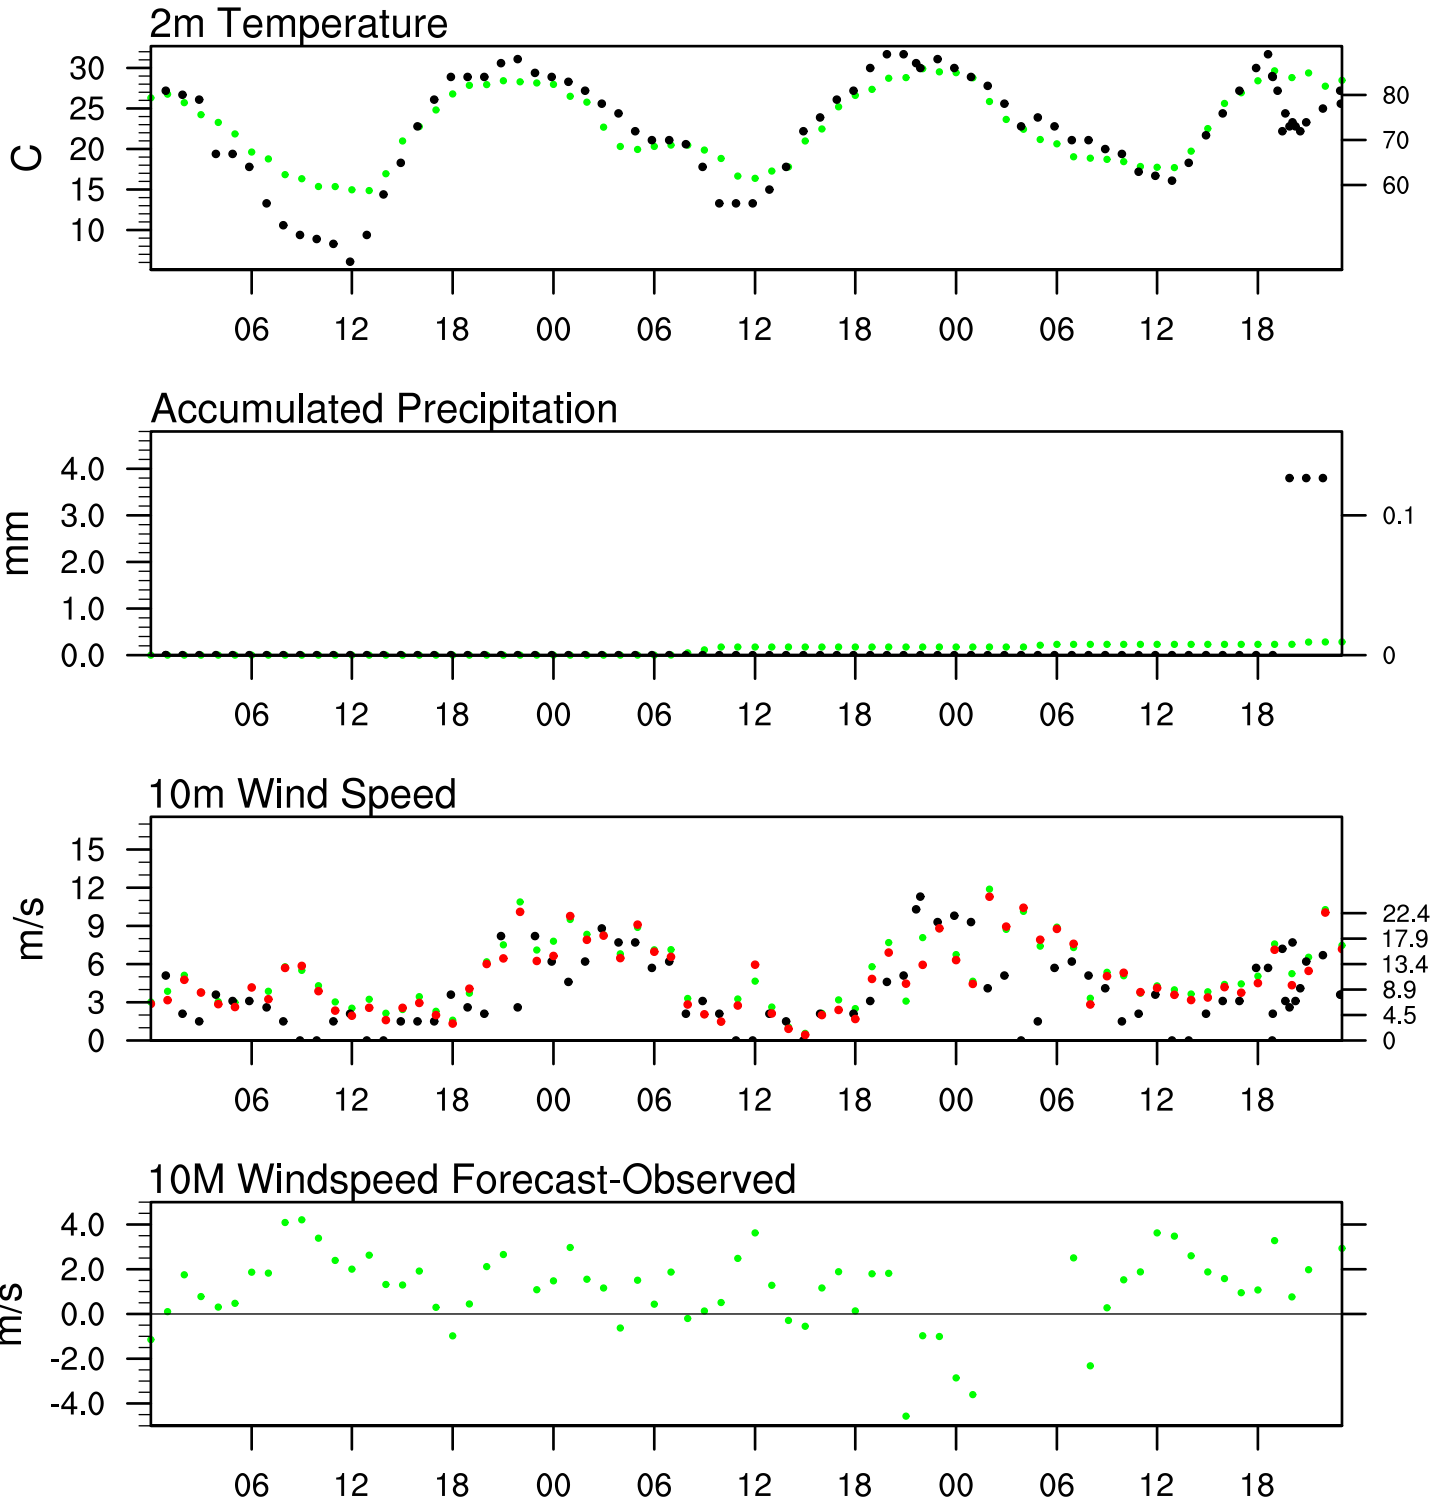 2m Temperature
C
30
25
20
15
10
80
70
60
06 12 18 00 06 12 18 00 06 12 18
Accumulated Precipitation
mm
4.0
3.0
2.0
1.0
0.0
0.1
0
06 12 18 00 06 12 18 00 06 12 18
10m Wind Speed
m/s
15
12
9
6
3
0
22.4
17.9
13.4
8.9
4.5
0
06 12 18 00 06 12 18 00 06 12 18
10M Windspeed Forecast-Observed
m/s
4.0
2.0
0.0
-2.0
-4.0
06 12 18 00 06 12 18 00 06 12 18